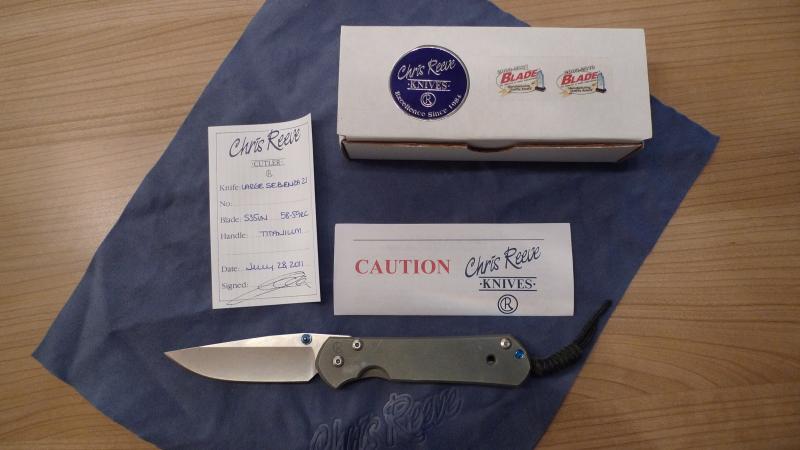 Chris Reeve
·KNIVES·
R
Excellence Since 1984
BLADE
BLADE
Chris Reeve
CUTLER
R
Knife: LARGE SEBENZA 21
No:
Blade: S35VN 58-59RC
Handle: TITANIUM
Date: July 28, 2011
Signed:
CAUTION
Chris Reeve
·KNIVES·
R
Chris Reeve